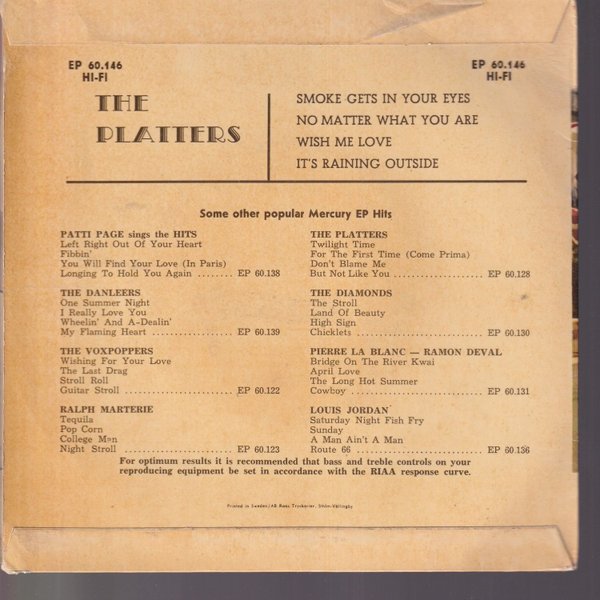 EP 60.146
HI-FI
EP 60.146
HI-FI
THE
PLATTERS
SMOKE GETS IN YOUR EYES
NO MATTER WHAT YOU ARE
WISH ME LOVE
IT'S RAINING OUTSIDE
Some other popular Mercury EP Hits
PATTI PAGE sings the HITS
Left Right Out Of Your Heart
Fibbin'
You Will Find Your Love (In Paris)
Longing To Hold You Again ........ EP 60.138
THE DANLEERS
One Summer Night
I Really Love You
Wheelin' And A-Dealin'
My Flaming Heart .................. EP 60.139
THE VOXPOPPERS
Wishing For Your Love
The Last Drag
Stroll Roll
Guitar Stroll ........................ EP 60.122
RALPH MARTERIE
Tequila
Pop Corn
College Man
Night Stroll ........................ EP 60.123
THE PLATTERS
Twilight Time
For The First Time (Come Prima)
Don't Blame Me
But Not Like You .................... EP 60.128
THE DIAMONDS
The Stroll
Land Of Beauty
High Sign
Chicklets ............................ EP 60.130
PIERRE LA BLANC — RAMON DEVAL
Bridge On The River Kwai
April Love
The Long Hot Summer
Cowboy .............................. EP 60.131
LOUIS JORDAN
Saturday Night Fish Fry
Sunday
A Man Ain't A Man
Route 66 ............................ EP 60.136
For optimum results it is recommended that bass and treble controls on your
reproducing equipment be set in accordance with the RIAA response curve.
Printed in Sweden/AB Ross Tryckerier, Sthlm-Vällingby